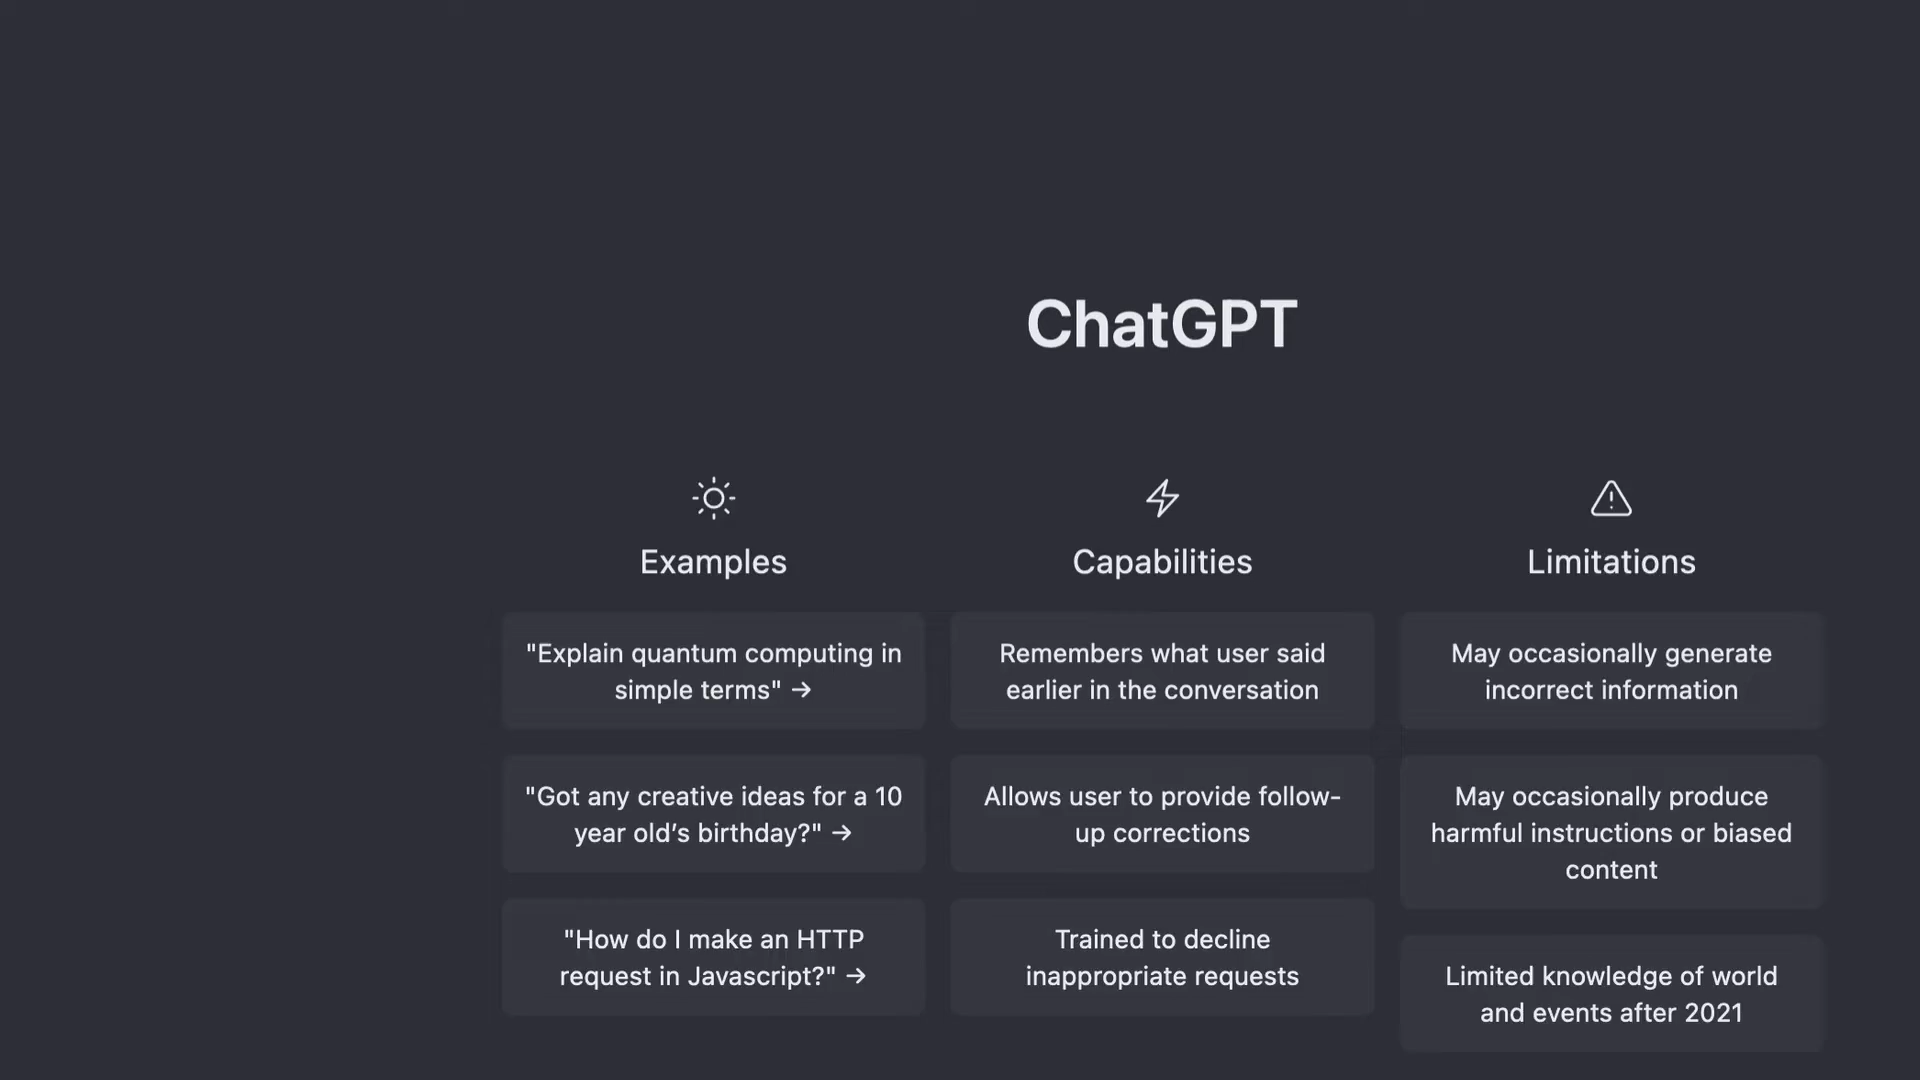 ChatGPT
Examples
"Explain quantum computing in
simple terms" →
"Got any creative ideas for a 10
year old’s birthday?" →
"How do I make an HTTP
request in Javascript?" →
Capabilities
Remembers what user said
earlier in the conversation
Allows user to provide follow-
up corrections
Trained to decline
inappropriate requests
Limitations
May occasionally generate
incorrect information
May occasionally produce
harmful instructions or biased
content
Limited knowledge of world
and events after 2021